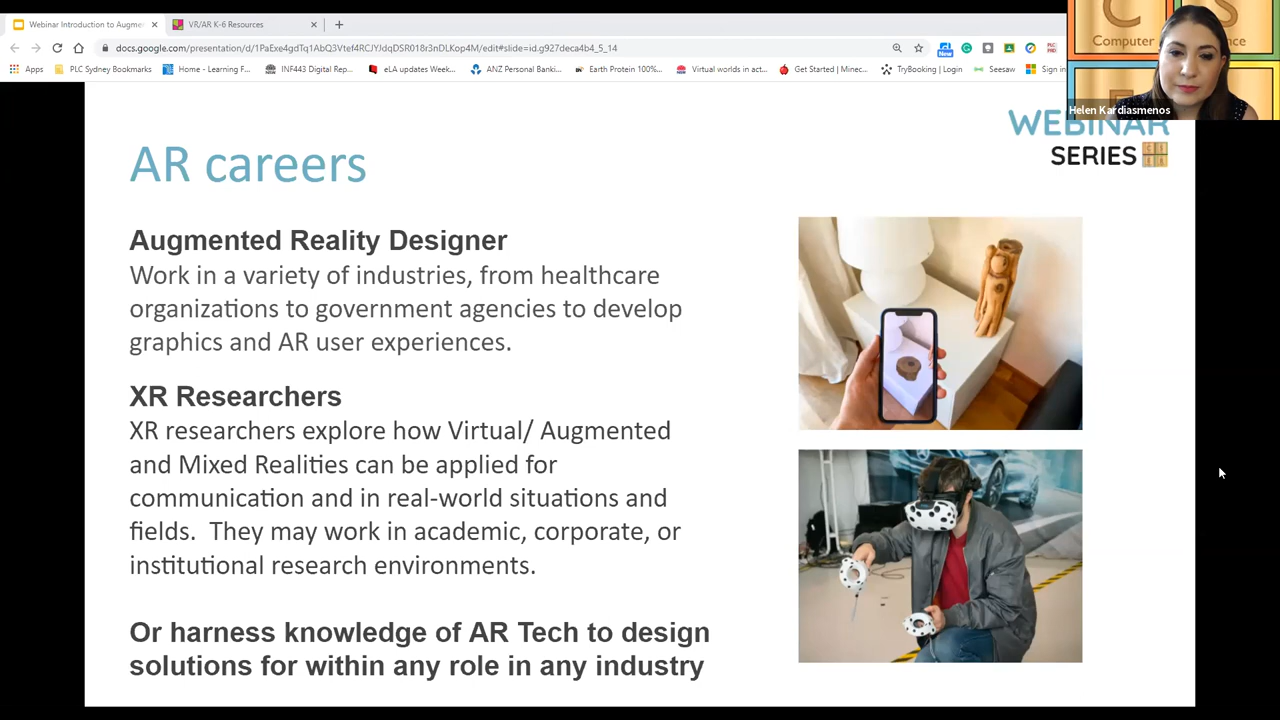 Webinar Introduction to Augme
VR/AR K-6 Resources
docs.google.com/presentation/d/1PaExe4gdTq1AbQ3Vtef4RCJYJdqDSR018r3nDLKop4M/edit#slide=id.g927deca4b4_5_14
New
Apps
PLC Sydney Bookmarks
Home - Learning F...
INF443 Digital Rep...
eLA updates Week...
ANZ Personal Banki...
Earth Protein 100%...
Virtual worlds in act...
Get Started | Minec...
TryBooking | Login
Seesaw
Sign in
C S
Computer
nce
Helen Kardiasmenos
WEBINAR
SERIES
AR careers
Augmented Reality Designer
Work in a variety of industries, from healthcare
organizations to government agencies to develop
graphics and AR user experiences.
XR Researchers
XR researchers explore how Virtual/ Augmented
and Mixed Realities can be applied for
communication and in real-world situations and
fields.  They may work in academic, corporate, or
institutional research environments.
Or harness knowledge of AR Tech to design
solutions for within any role in any industry